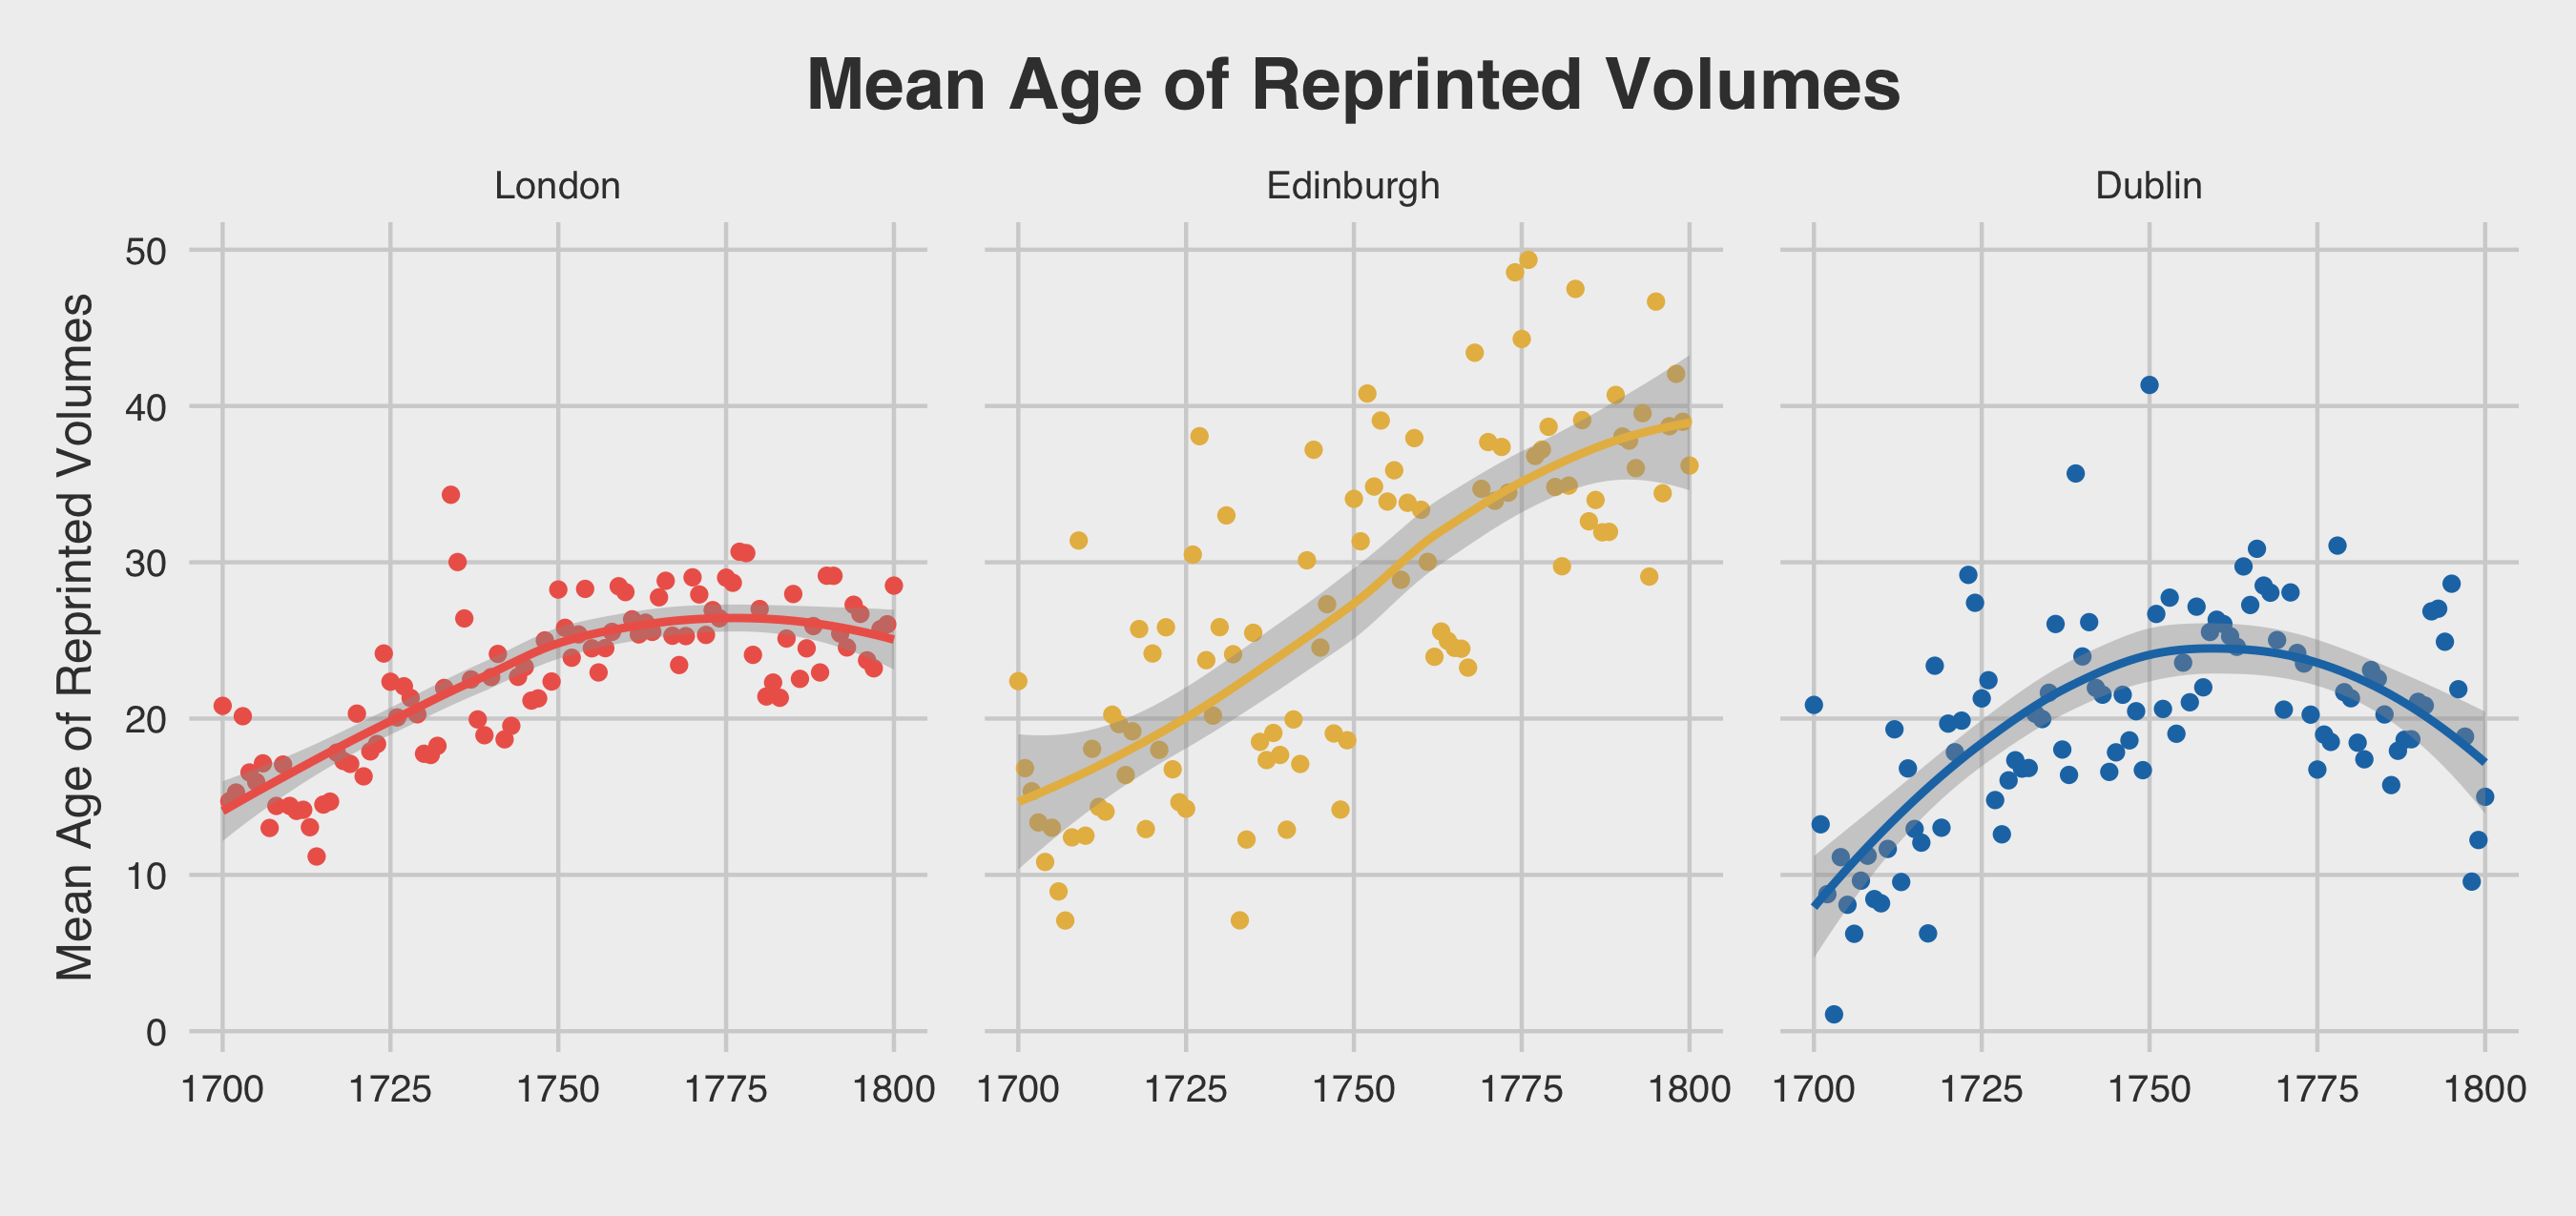 Mean Age of Reprinted Volumes
London Edinburgh Dublin
Mean Age of Reprinted Volumes
50
40
30
20
10
0
1700 1725 1750 1775 1800 1700 1725 1750 1775 1800 1700 1725 1750 1775 1800